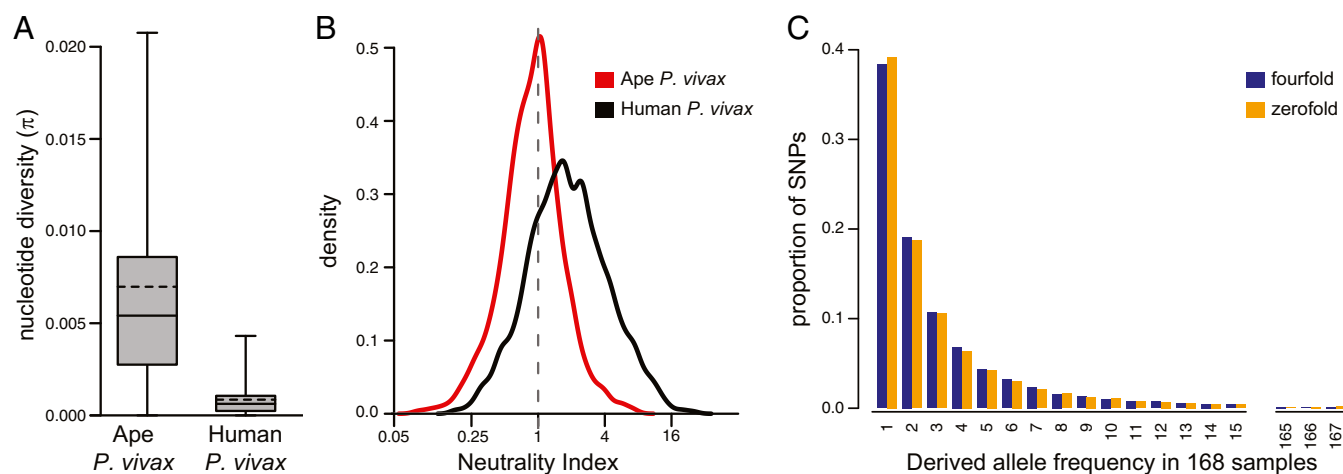 A
nucleotide diversity (π)
0.020
0.015
0.010
0.005
0.000
Ape
P. vivax
Human
P. vivax
B
density
0.5
0.4
0.3
0.2
0.1
0.0
0.05 0.25 1 4 16
Neutrality Index
Ape P. vivax
Human P. vivax
C
proportion of SNPs
0.4
0.3
0.2
0.1
0.0
fourfold
zerofold
1 2 3 4 5 6 7 8 9 10 11 12 13 14 15 165 166 167
Derived allele frequency in 168 samples